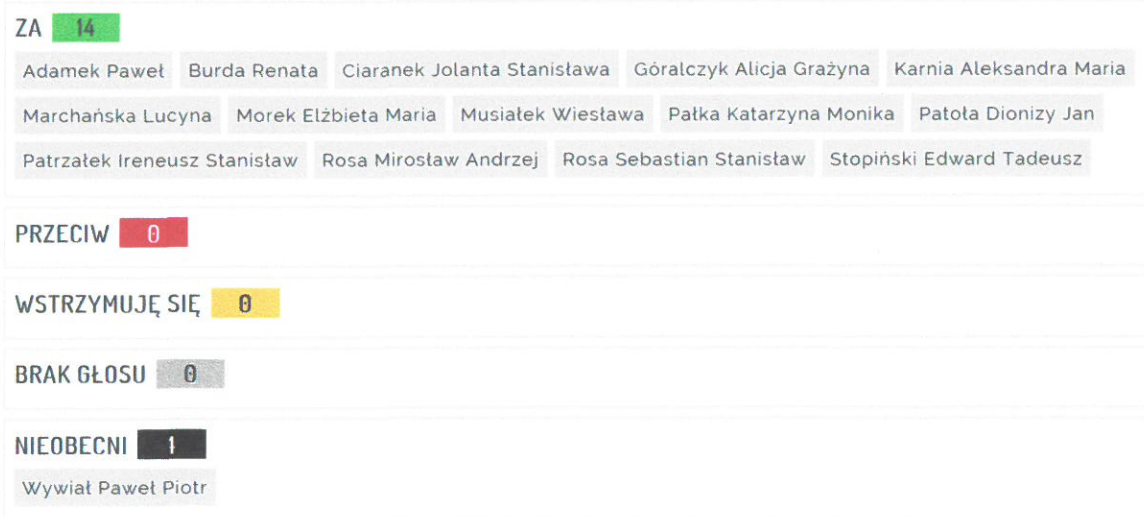 ZA 14
Adamek Paweł Burda Renata Ciaranek Jolanta Stanisława Góralczyk Alicja Grażyna Karnia Aleksandra Maria
Marchańska Lucyna Morek Elżbieta Maria Musiałek Wiesława Pałka Katarzyna Monika Patoła Dionizy Jan
Patrzałek Ireneusz Stanisław Rosa Mirosław Andrzej Rosa Sebastian Stanisław Stopiński Edward Tadeusz
PRZECIW 0
WSTRZYMUJĘ SIĘ 0
BRAK GŁOSU 0
NIEOBECNI 1
Wywiał Paweł Piotr